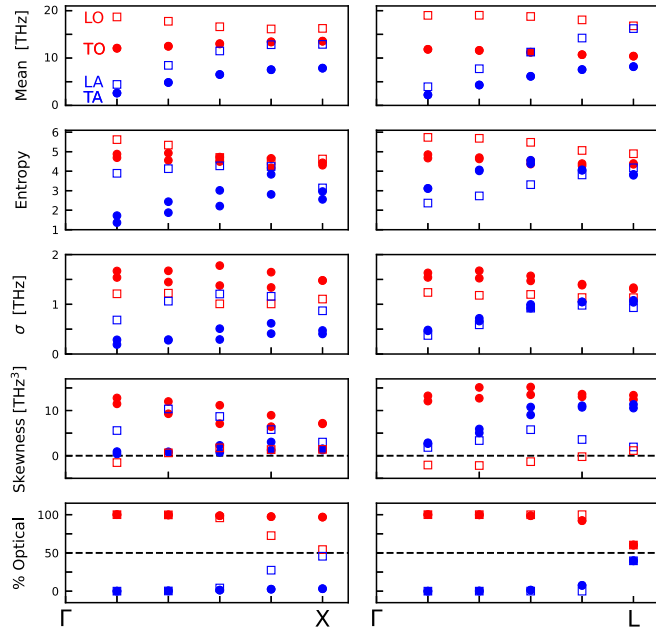 20
10
0
Mean [THz]
LO
TO
LA
TA
6
5
4
3
2
1
Entropy
2
1
0
σ [THz]
10
0
Skewness [THz³]
100
50
0
% Optical
Γ X Γ L